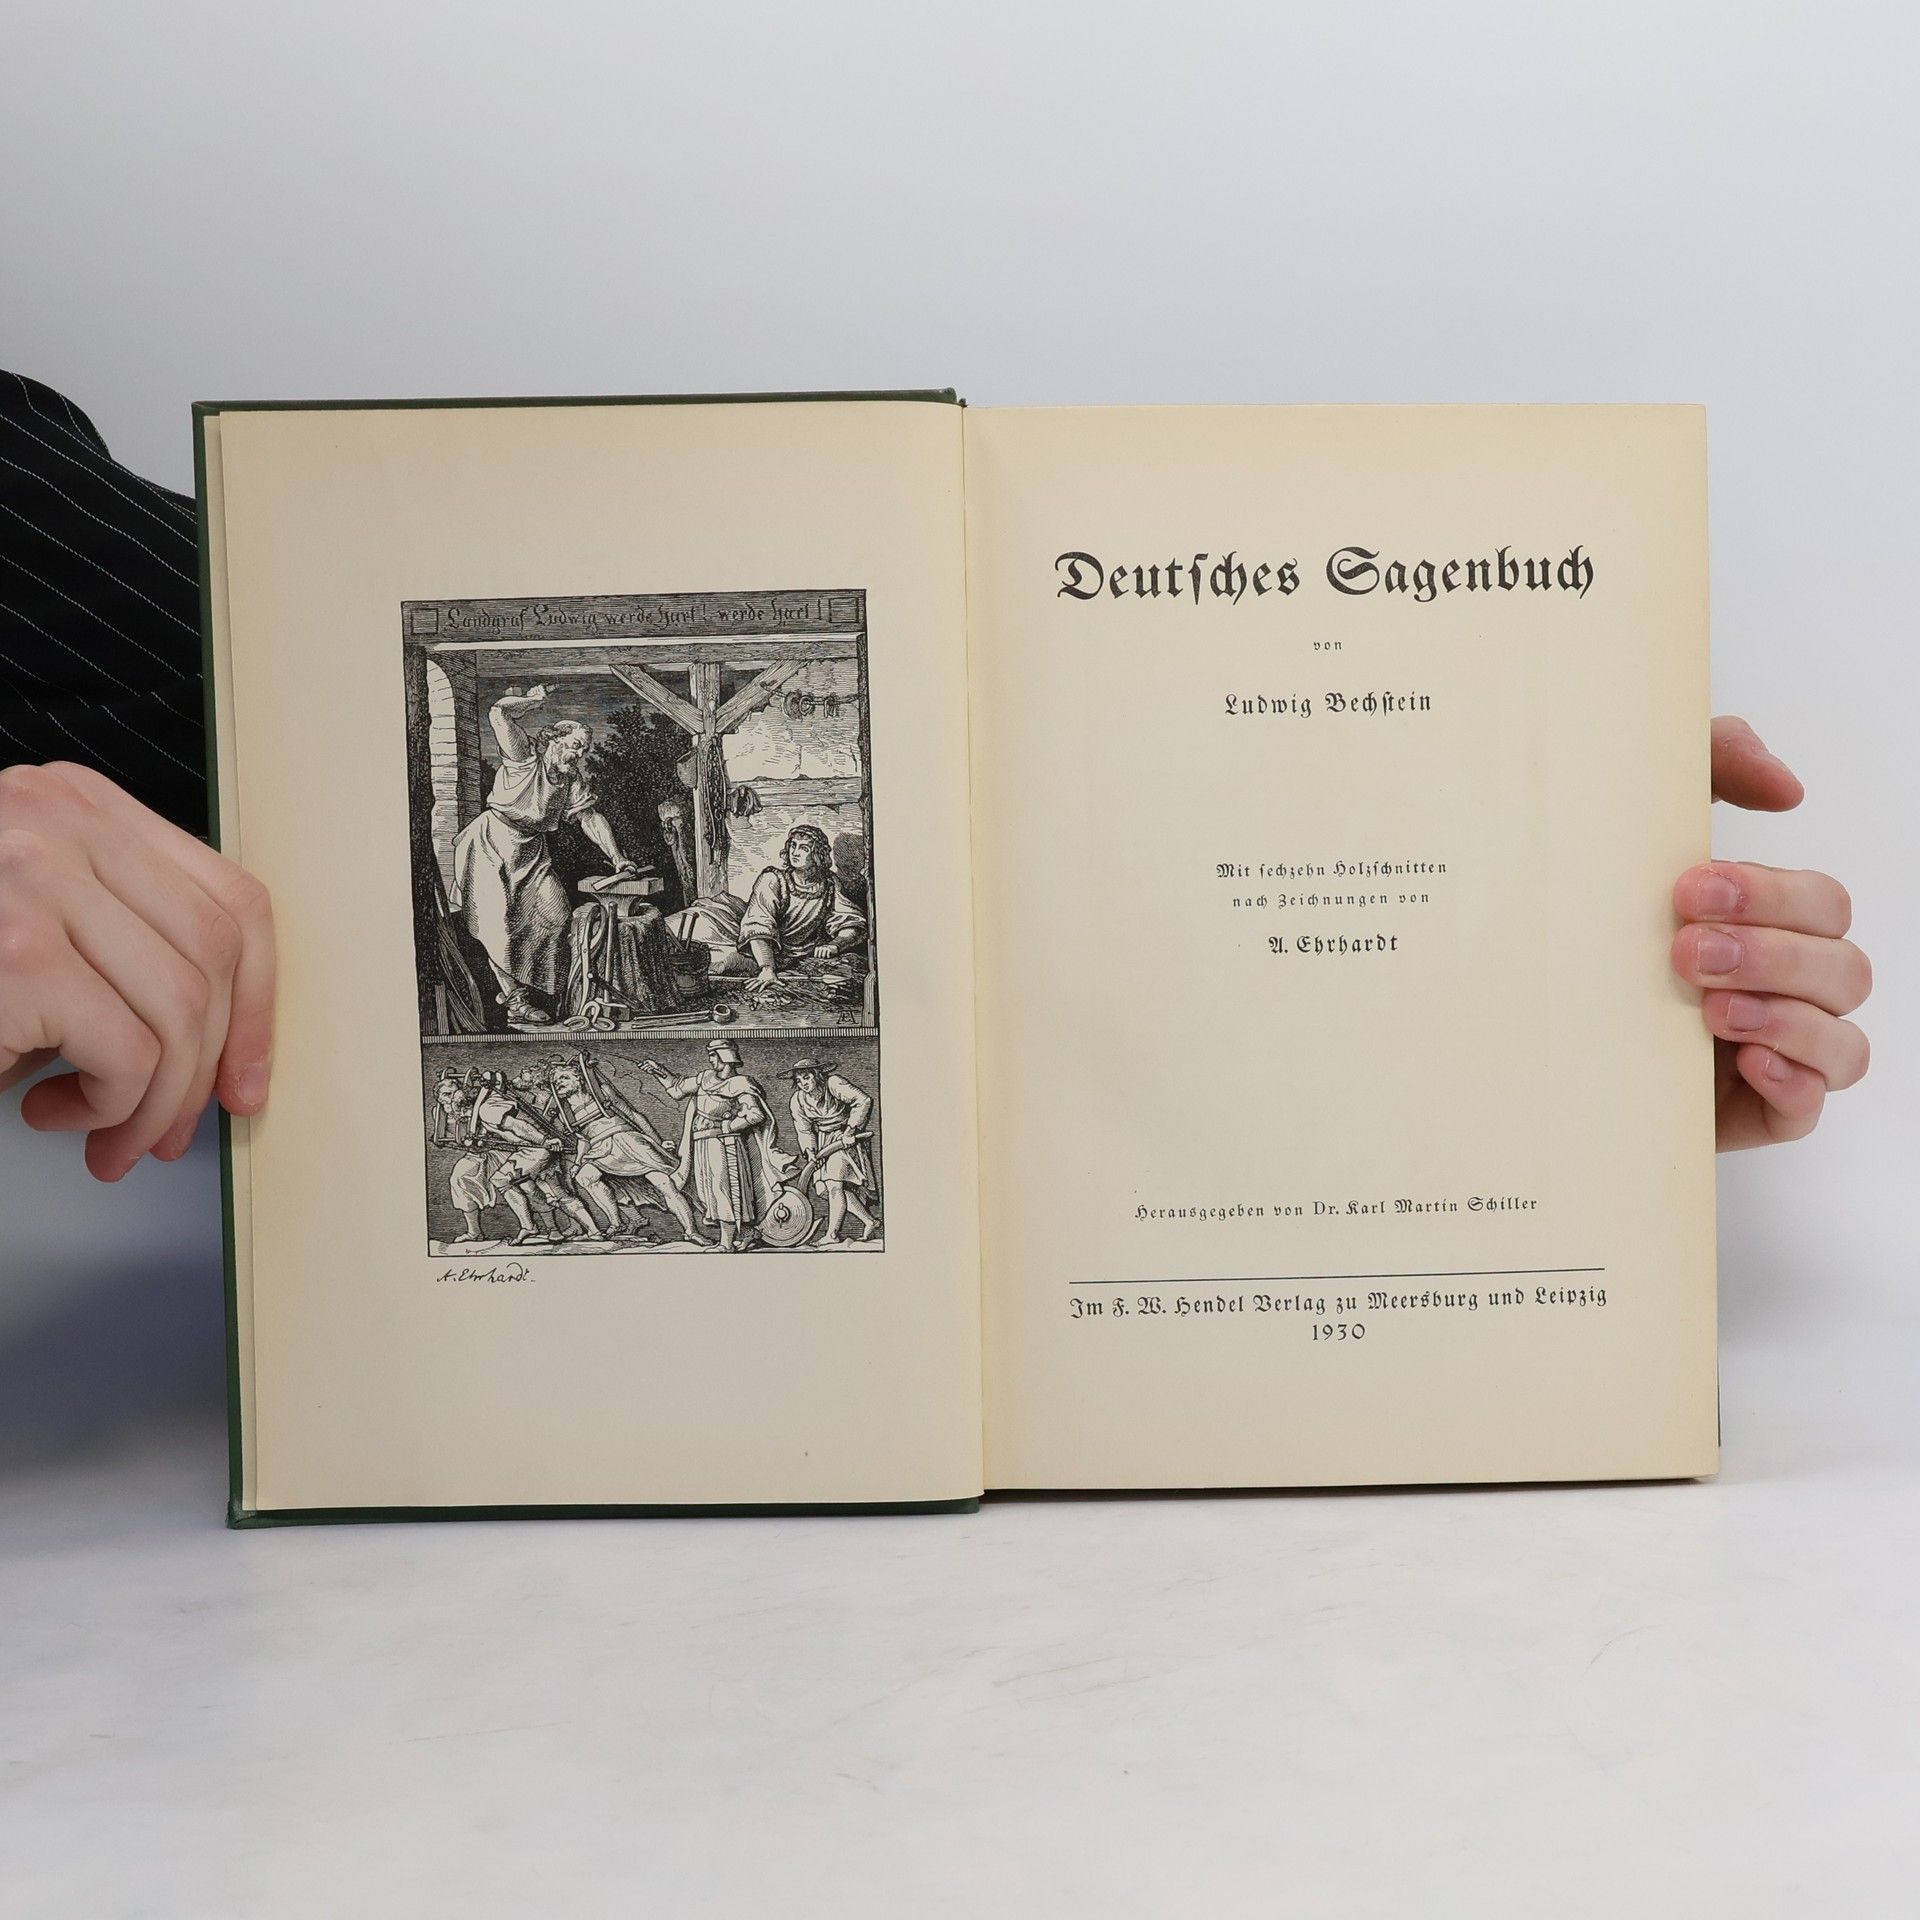 Landgraf Ludwig werde hart! werde hart!
A. Ehrhardt
Deutſches Sagenbuch
von
Ludwig Bechſtein
Mit ſechzehn Holzſchnitten
nach Zeichnungen von
A. Ehrhardt
Herausgegeben von Dr. Karl Martin Schiller
Im F. W. Hendel Verlag zu Meersburg und Leipzig
1930